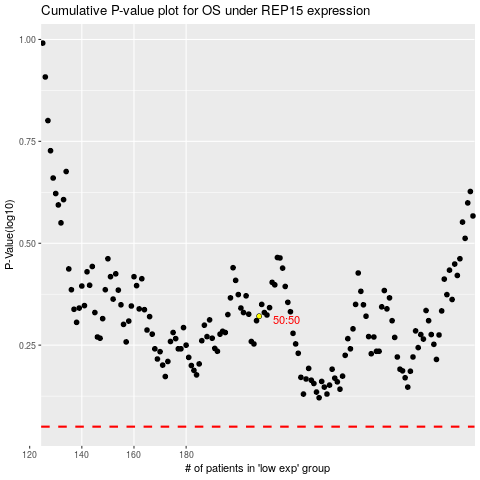 Cumulative P-value plot for OS under REP15 expression
1.00
0.75
0.50
0.25
P-Value(log10)
50:50
120 140 160 180
# of patients in 'low exp' group